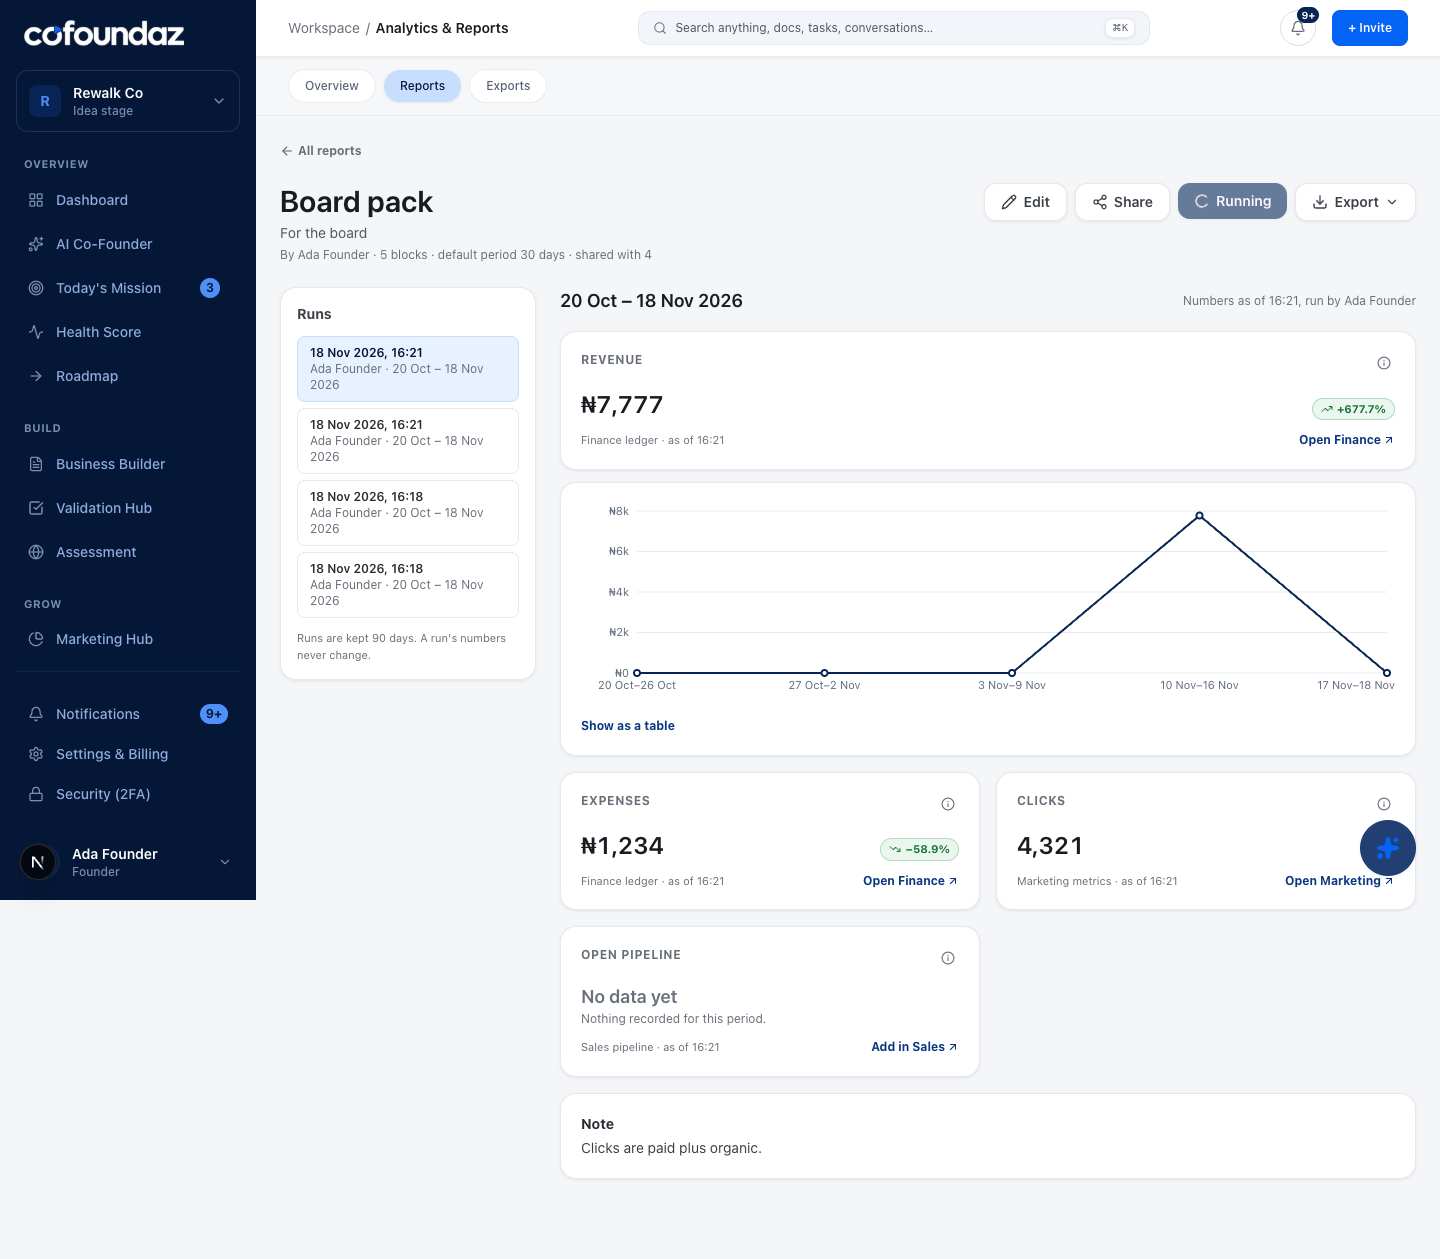 cofoundaz
R
Rewalk Co
Idea stage
OVERVIEW
Dashboard
AI Co-Founder
Today's Mission
3
Health Score
Roadmap
BUILD
Business Builder
Validation Hub
Assessment
GROW
Marketing Hub
Notifications
9+
Settings & Billing
Security (2FA)
N
Ada Founder
Founder
Workspace / Analytics & Reports
Search anything, docs, tasks, conversations...
⌘K
9+
+ Invite
Overview
Reports
Exports
← All reports
Board pack
For the board
By Ada Founder · 5 blocks · default period 30 days · shared with 4
Edit
Share
Running
Export
Runs
18 Nov 2026, 16:21
Ada Founder · 20 Oct – 18 Nov
2026
18 Nov 2026, 16:21
Ada Founder · 20 Oct – 18 Nov
2026
18 Nov 2026, 16:18
Ada Founder · 20 Oct – 18 Nov
2026
18 Nov 2026, 16:18
Ada Founder · 20 Oct – 18 Nov
2026
Runs are kept 90 days. A run's numbers
never change.
20 Oct – 18 Nov 2026
Numbers as of 16:21, run by Ada Founder
REVENUE
₦7,777
+677.7%
Finance ledger · as of 16:21
Open Finance
₦8k
₦6k
₦4k
₦2k
₦0
20 Oct–26 Oct
27 Oct–2 Nov
3 Nov–9 Nov
10 Nov–16 Nov
17 Nov–18 Nov
Show as a table
EXPENSES
₦1,234
−58.9%
Finance ledger · as of 16:21
Open Finance
CLICKS
4,321
Marketing metrics · as of 16:21
Open Marketing
OPEN PIPELINE
No data yet
Nothing recorded for this period.
Sales pipeline · as of 16:21
Add in Sales
Note
Clicks are paid plus organic.